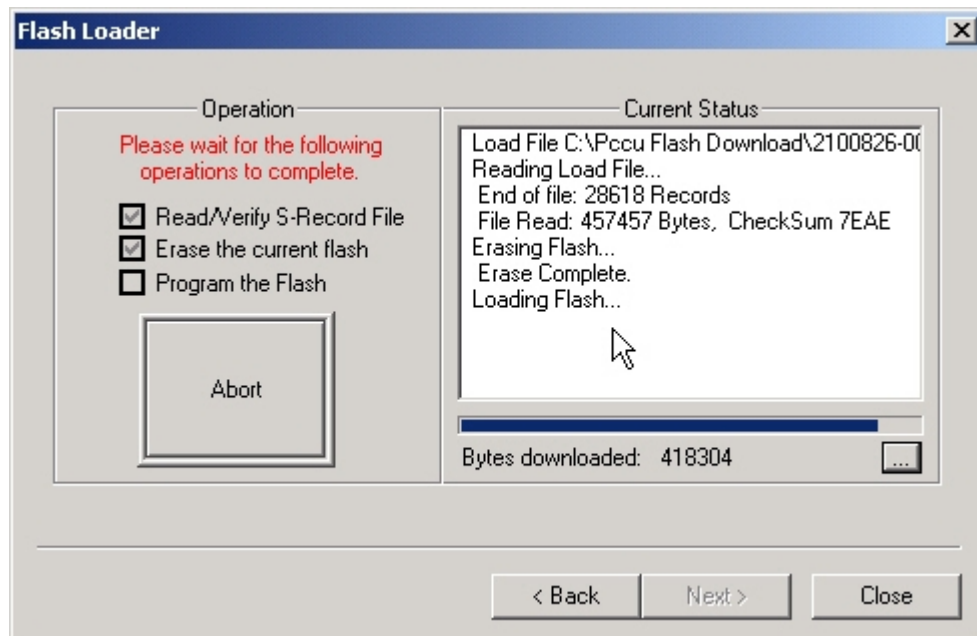 Flash Loader
Operation
Please wait for the following
operations to complete.
Read/Verify S-Record File
Erase the current flash
Program the Flash
Abort
Current Status
Load File C:\Pccu Flash Download\2100826-00
Reading Load File...
End of file: 28618 Records
File Read: 457457 Bytes, CheckSum 7EAE
Erasing Flash...
Erase Complete.
Loading Flash...
Bytes downloaded: 418304
...
< Back
Next >
Close